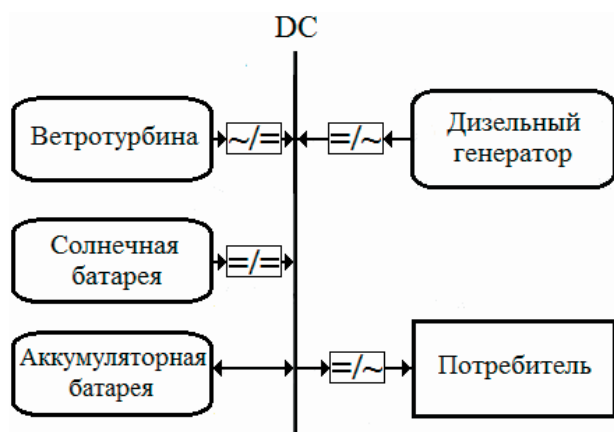 DC
Ветротурбина
~/=
=/~
Дизельный
генератор
Солнечная
батарея
=/=
Аккумуляторная
батарея
=/~
Потребитель